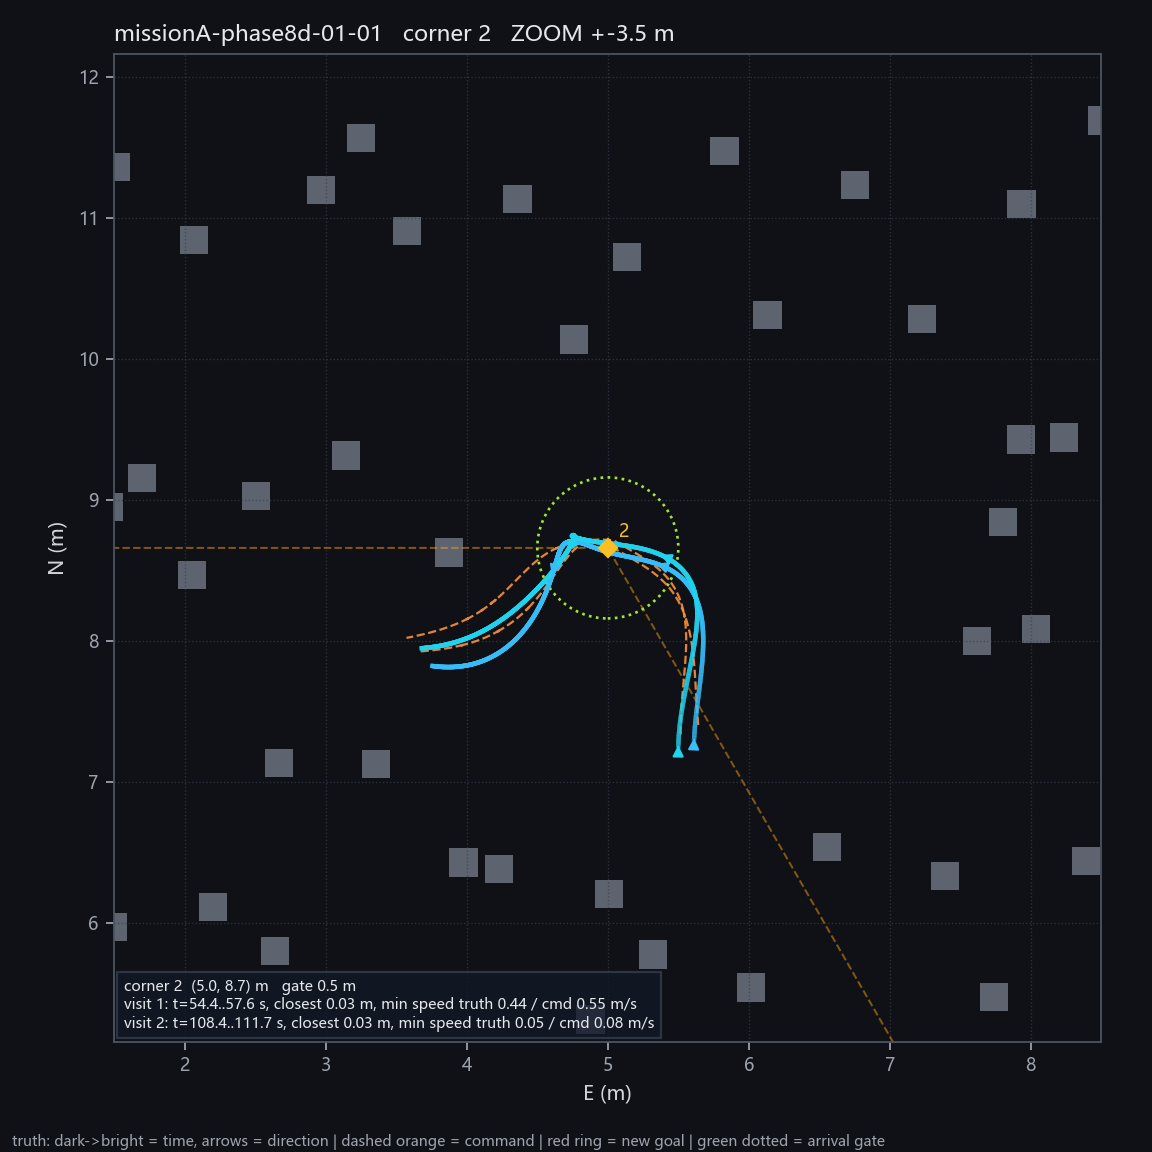 missionA-phase8d-01-01   corner 2   ZOOM +-3.5 m
12
11
10
9
8
7
6
N (m)
2
corner 2  (5.0, 8.7) m   gate 0.5 m
visit 1: t=54.4..57.6 s, closest 0.03 m, min speed truth 0.44 / cmd 0.55 m/s
visit 2: t=108.4..111.7 s, closest 0.03 m, min speed truth 0.05 / cmd 0.08 m/s
2 3 4 5 6 7 8
E (m)
truth: dark->bright = time, arrows = direction | dashed orange = command | red ring = new goal | green dotted = arrival gate